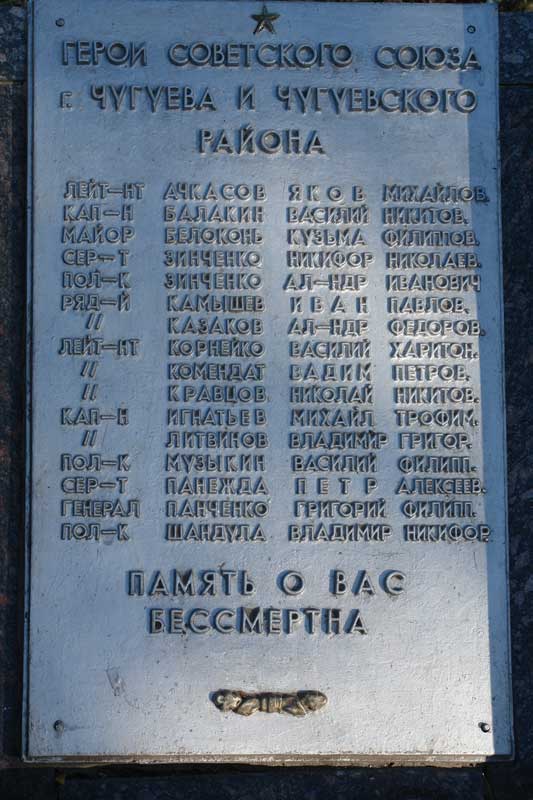 ГЕРОИ СОВЕТСКОГО СОЮЗА
г. ЧУГУЕВА И ЧУГУЕВСКОГО
РАЙОНА
ЛЕЙТ-НТ АЧКАСОВ ЯКОВ МИХАЙЛОВ.
КАП-Н БАЛАКИН ВАСИЛИЙ НИКИТОВ.
МАЙОР БЕЛОКОНЬ КУЗЬМА ФИЛИППОВ.
СЕР-Т ЗИНЧЕНКО НИКИФОР НИКОЛАЕВ.
ПОЛ-К ЗИНЧЕНКО АЛ-НДР ИВАНОВИЧ
РЯД-Й КАМЫШЕВ ИВАН ПАВЛОВ.
// КАЗАКОВ АЛ-НДР ФЕДОРОВ.
ЛЕЙТ-НТ КОРНЕЙКО ВАСИЛИЙ ХАРИТОН.
// КОМЕНДАТ ВАДИМ ПЕТРОВ.
// КРАВЦОВ НИКОЛАЙ НИКИТОВ.
КАП-Н ИГНАТЬЕВ МИХАЙЛ ТРОФИМ.
// ЛИТВИНОВ ВЛАДИМИР ГРИГОР.
ПОЛ-К МУЗЫКИН ВАСИЛИЙ ФИЛИПП.
СЕР-Т ПАНЕЖДА ПЕТР АЛЕКСЕЕВ.
ГЕНЕРАЛ ПАНЧЕНКО ГРИГОРИЙ ФИЛИПП.
ПОЛ-К ШАНДУЛА ВЛАДИМИР НИКИФОР.
ПАМЯТЬ О ВАС
БЕССМЕРТНА